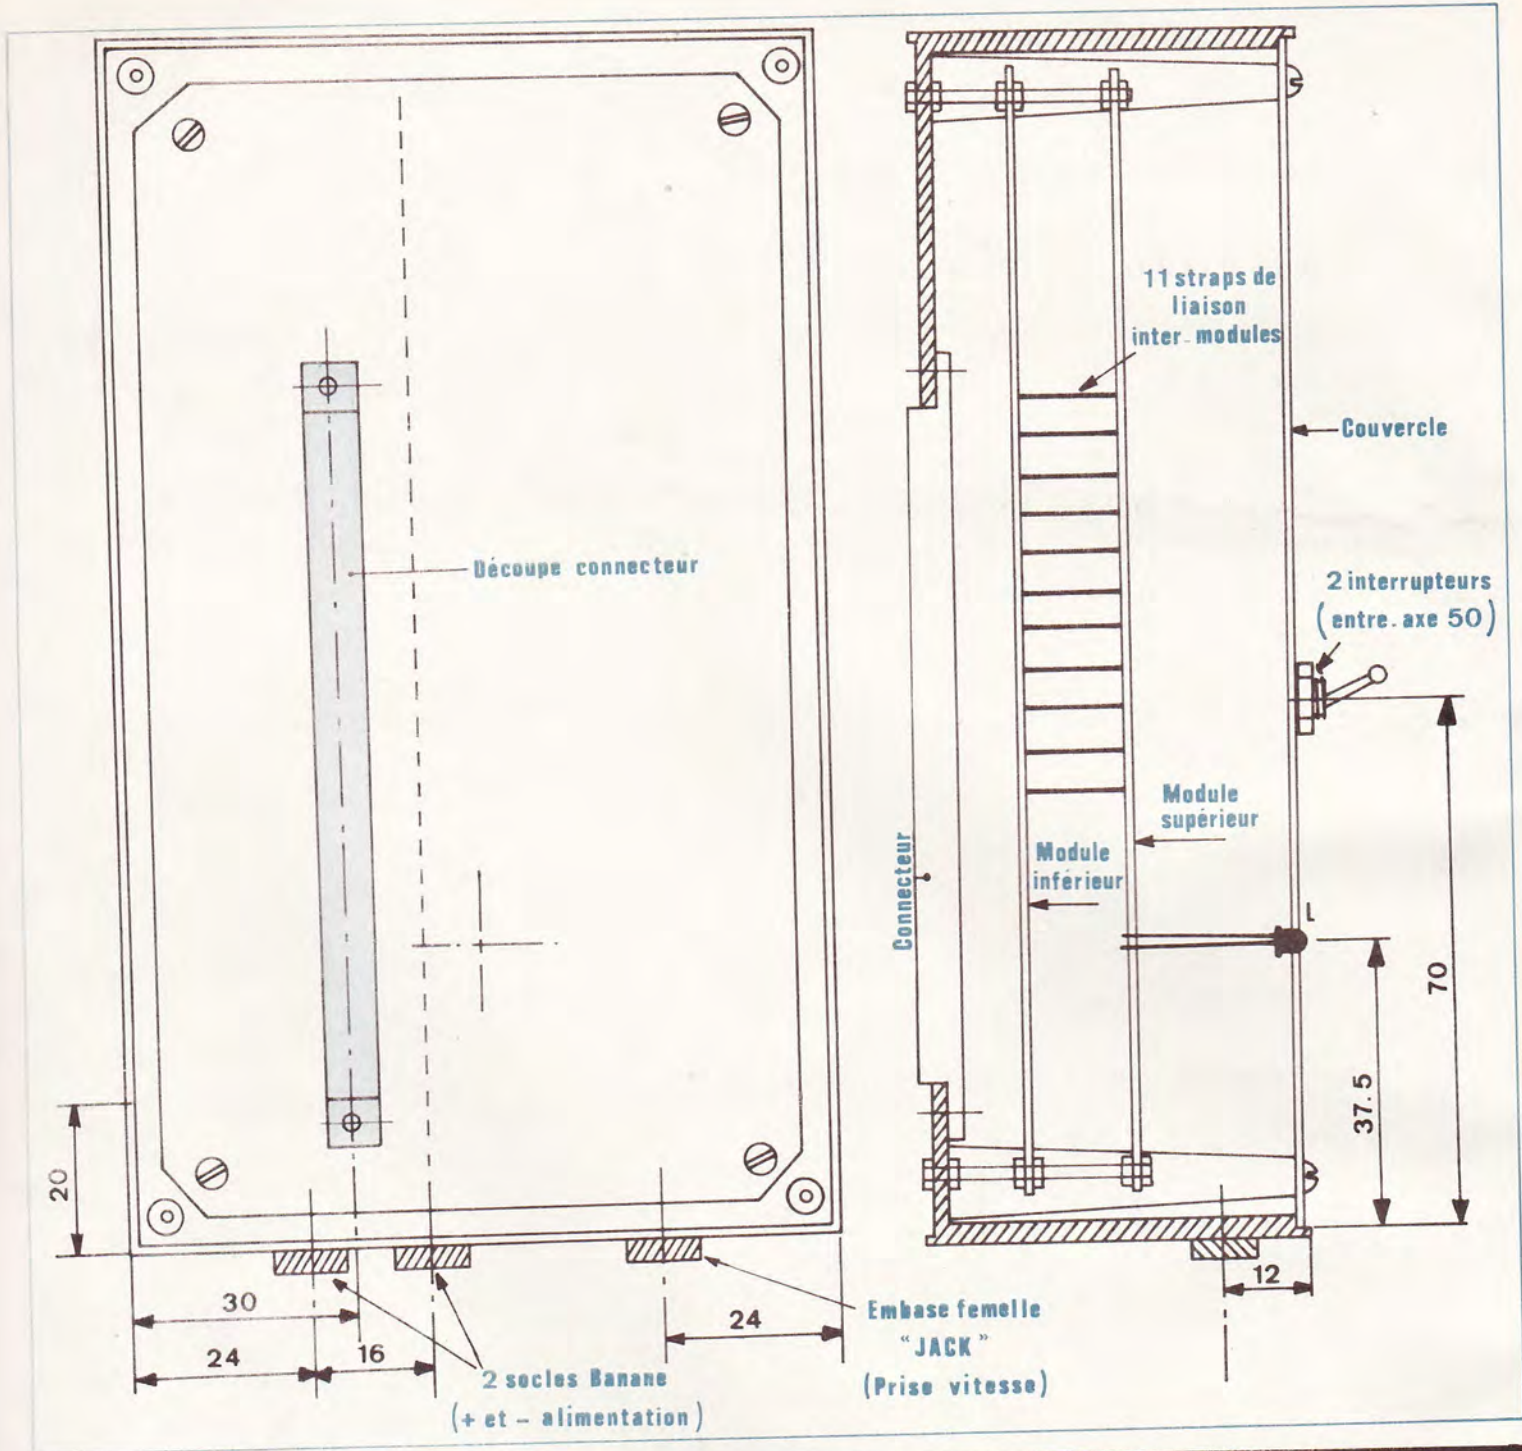 11 straps de
liaison
inter-modules
Couvercle
Découpe connecteur
2 interrupteurs
(entre.axe 50)
Module
supérieur
Module
inférieur
Connecteur
L
70
37.5
20
12
30
24
16
24
Embase femelle
"JACK"
(Prise vitesse)
2 socles Banane
(+ et - alimentation)